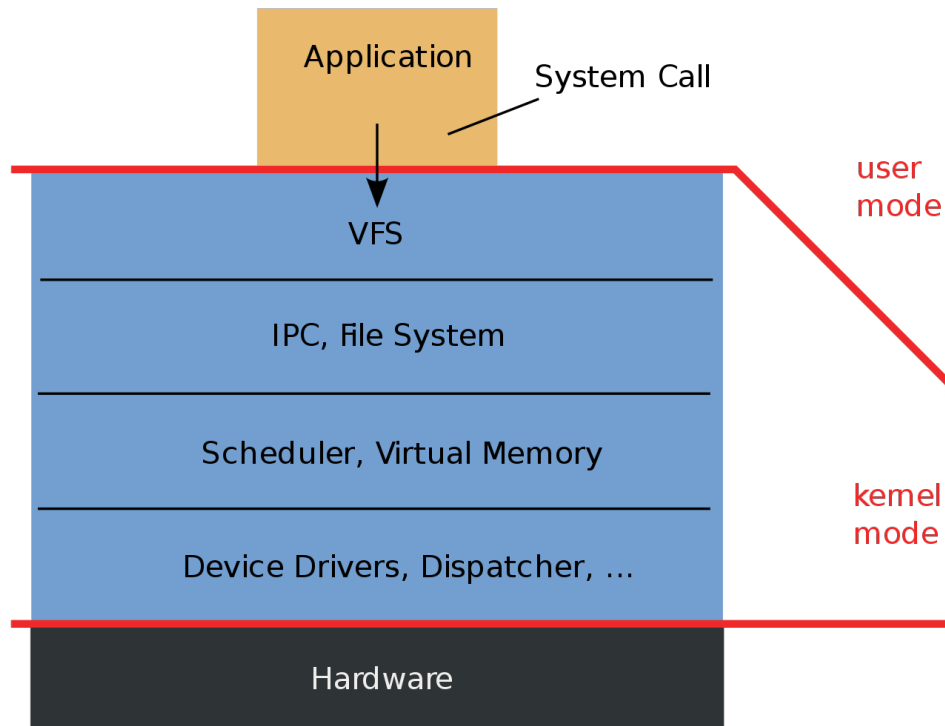 Application
System Call
user
mode
VFS
IPC, File System
Scheduler, Virtual Memory
kernel
mode
Device Drivers, Dispatcher, ...
Hardware